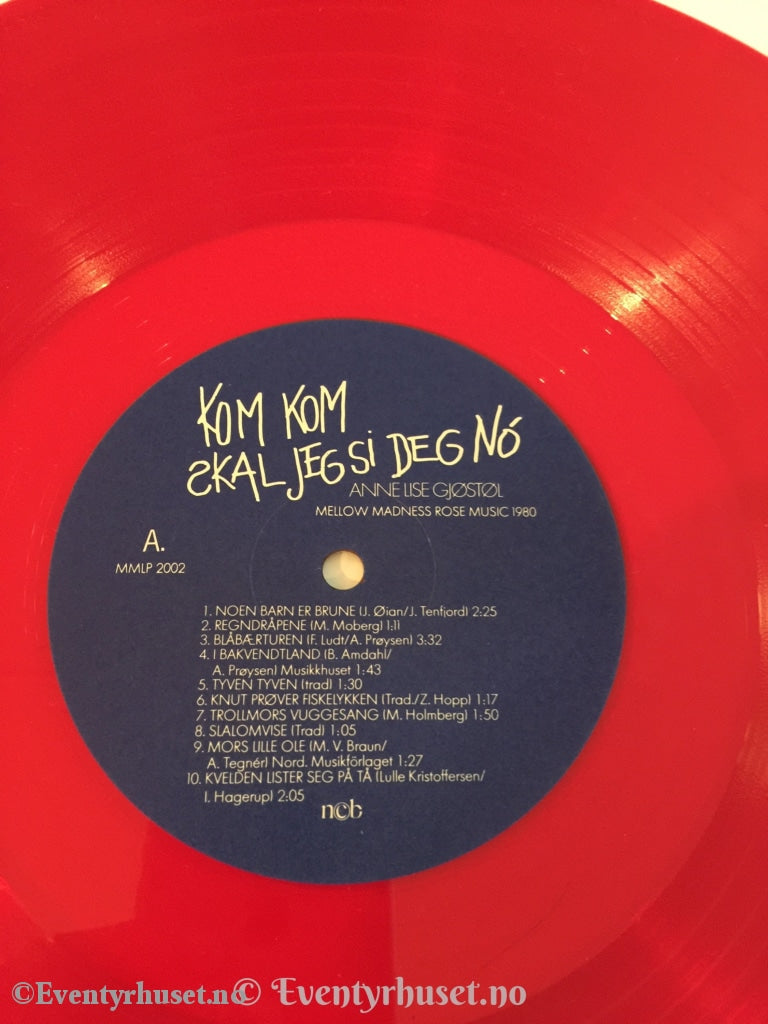 KOM KOM
SKAL JEG SI DEG NÓ
ANNE LISE GJØSTØL
MELLOW MADNESS ROSE MUSIC 1980
A.
MMLP 2002
1. NOEN BARN ER BRUNE (J. Øian/J. Tenfjord) 2:25
2. REGNDRÅPENE (M. Moberg) 1:11
3. BLÅBÆRTUREN (F. Ludt/A. Prøysen) 3:32
4. I BAKVENDTLAND (B. Amdahl/
A. Prøysen) Musikkhuset 1:43
5. TYVEN TYVEN (trad) 1:30
6. KNUT PRØVER FISKELYKKEN (Trad./Z. Hopp) 1:17
7. TROLLMORS VUGGESANG (M. Holmberg) 1:50
8. SLALOMVISE (Trad) 1:05
9. MORS LILLE OLE (M. V. Braun/
A. Tegnér) Nord. Musikförlaget 1:27
10. KVELDEN LISTER SEG PÅ TÅ (Lulle Kristoffersen/
I. Hagerup) 2:05
ncb
©Eventyrhuset.no © Eventyrhuset.no